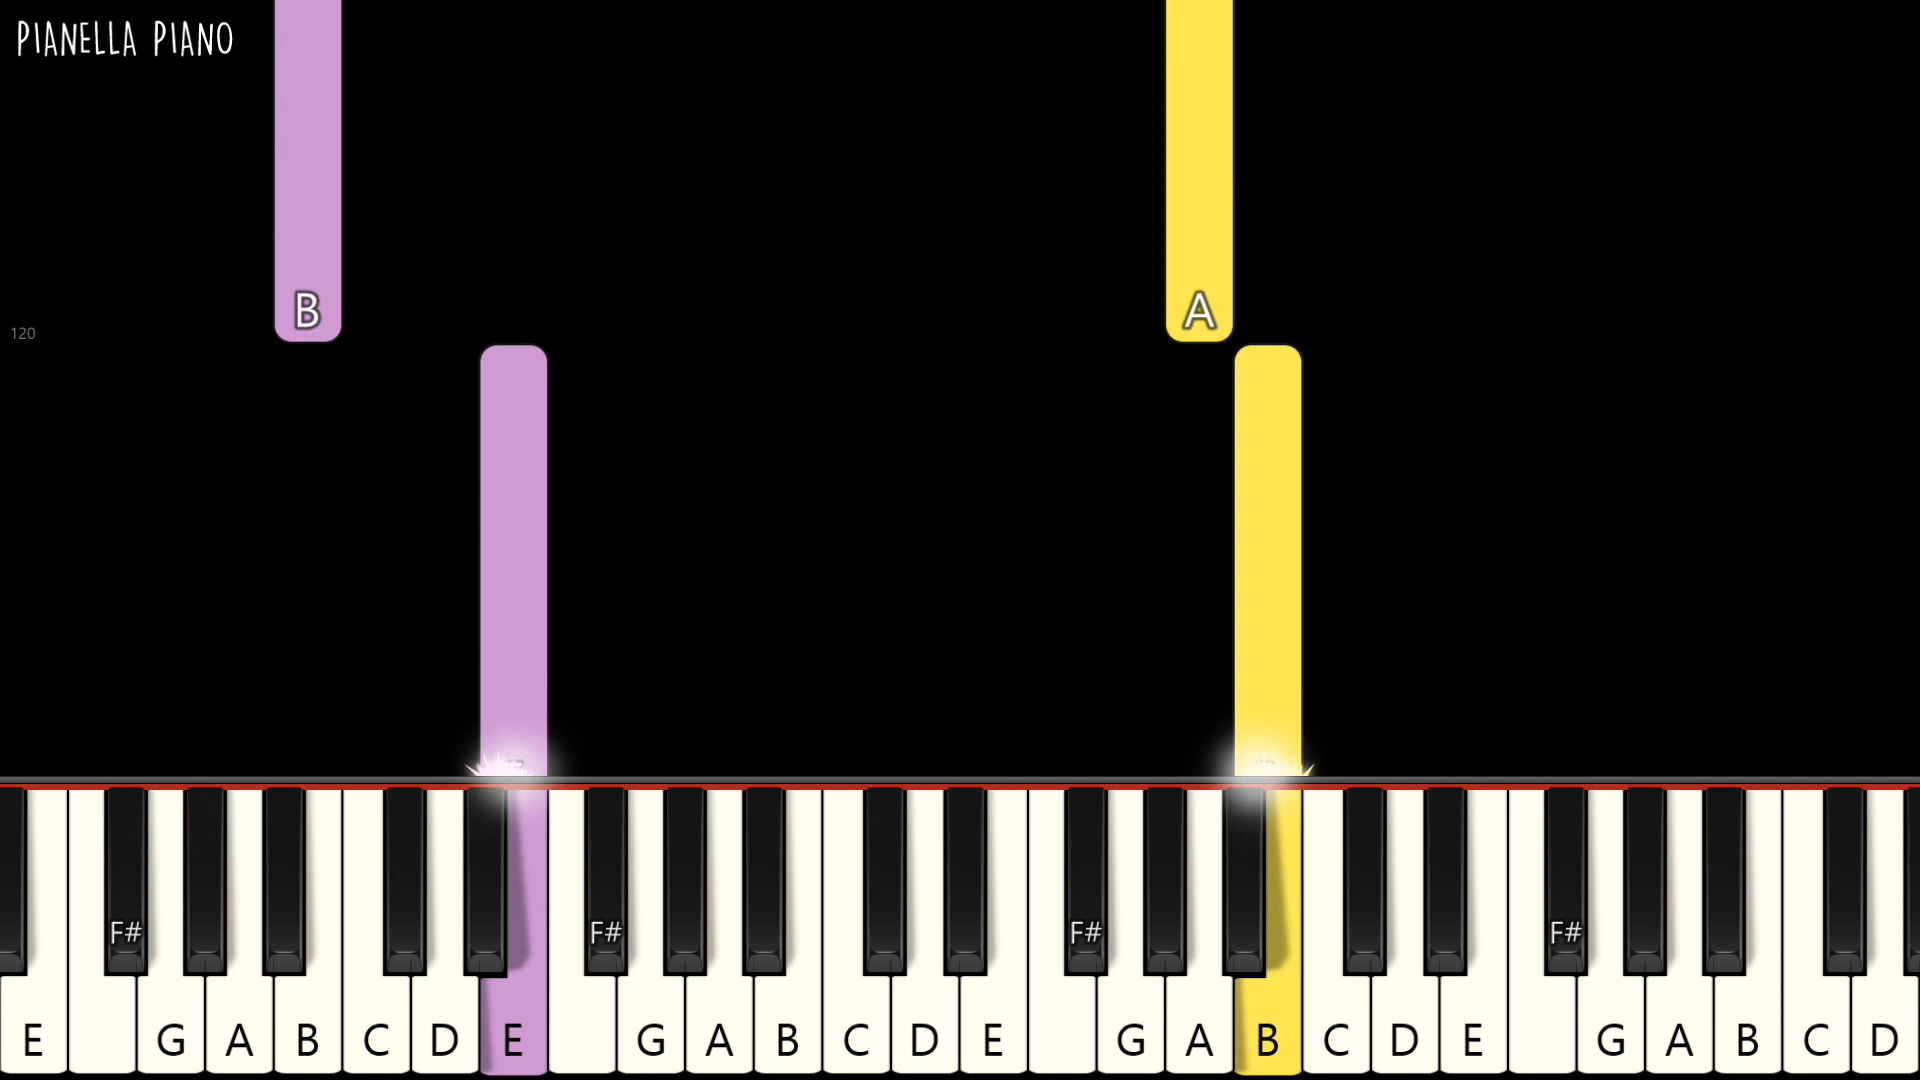 PIANELLA PIANO
B
A
120
F# F# F# F#
E G A B C D E G A B C D E G A B C D E G A B C D